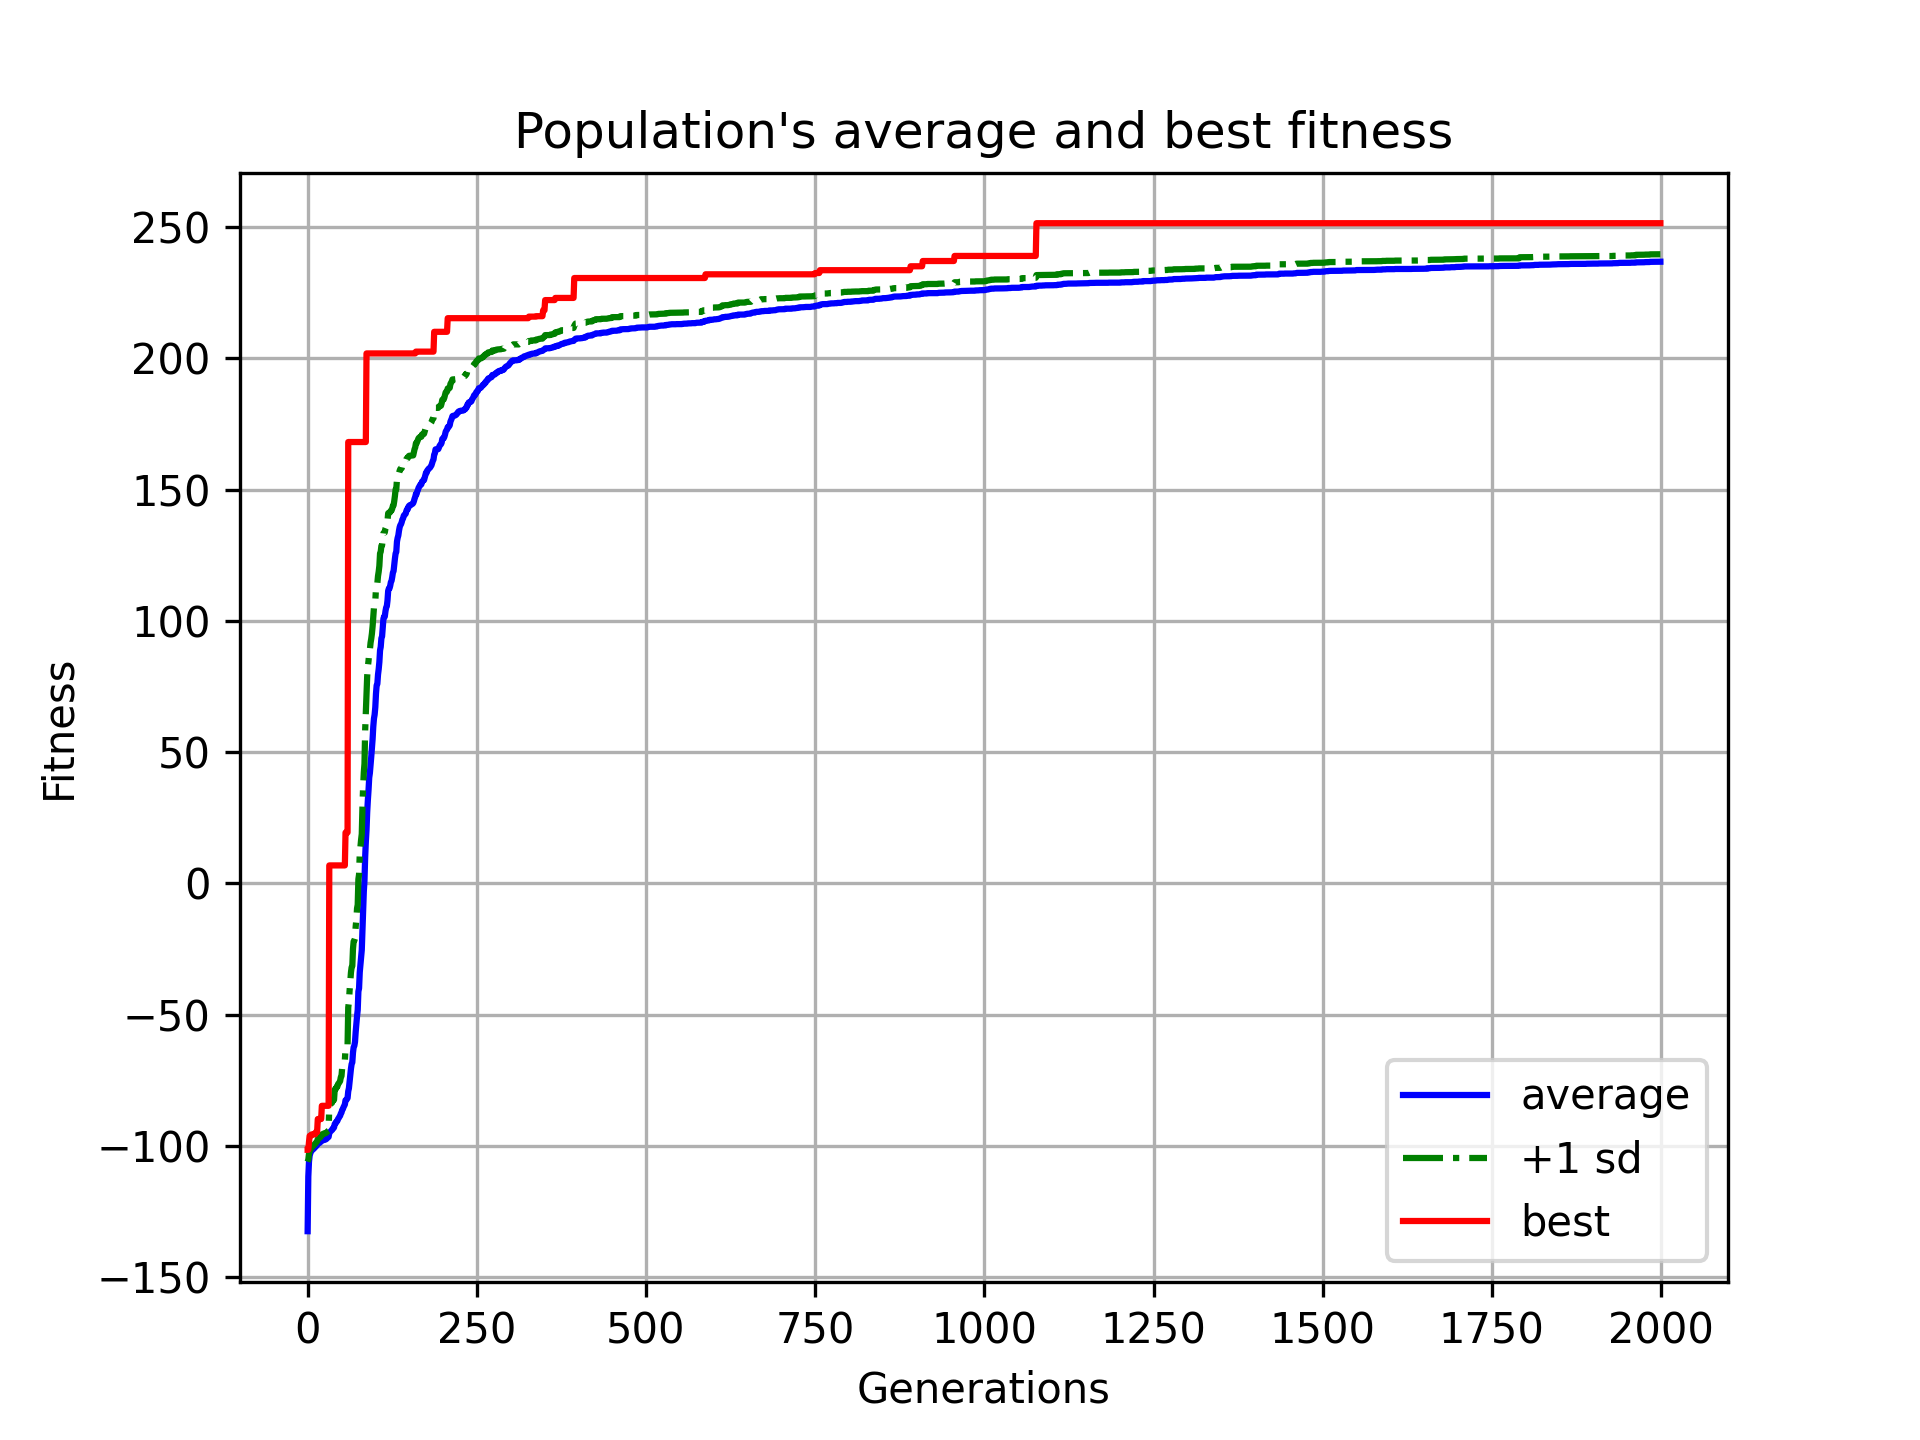 Population's average and best fitness
250
200
150
100
50
0
−50
−100
−150
Fitness
0 250 500 750 1000 1250 1500 1750 2000
Generations
average
+1 sd
best